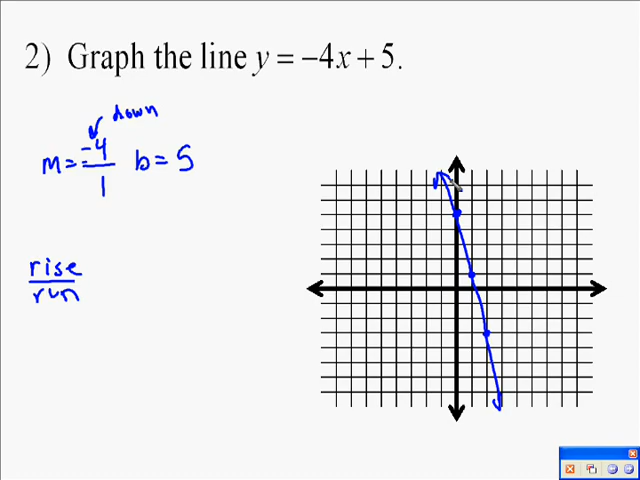 2) Graph the line y = −4x + 5.
down
m = -4/1 b = 5
rise
run